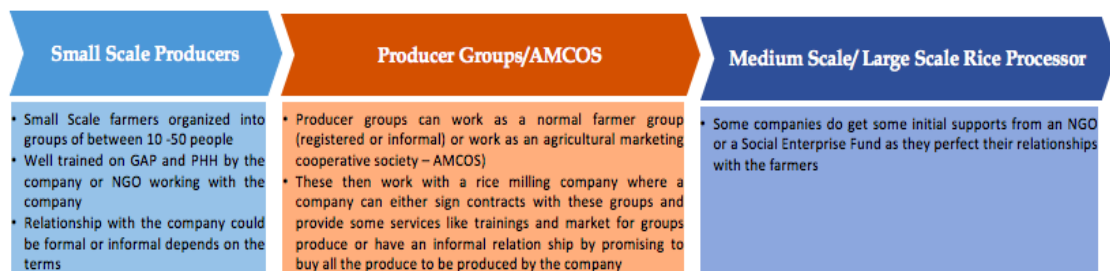 Small Scale Producers
Producer Groups/AMCOS
Medium Scale/ Large Scale Rice Processor
• Small Scale farmers organized into
groups of between 10 -50 people
• Well trained on GAP and PHH by the
company or NGO working with the
company
• Relationship with the company could
be formal or informal depends on the
terms
• Producer groups can work as a normal farmer group
(registered or informal) or work as an agricultural marketing
cooperative society – AMCOS)
• These then work with a rice milling company where a
company can either sign contracts with these groups and
provide some services like trainings and market for groups
produce or have an informal relation ship by promising to
buy all the produce to be produced by the company
• Some companies do get some initial supports from an NGO
or a Social Enterprise Fund as they perfect their relationships
with the farmers